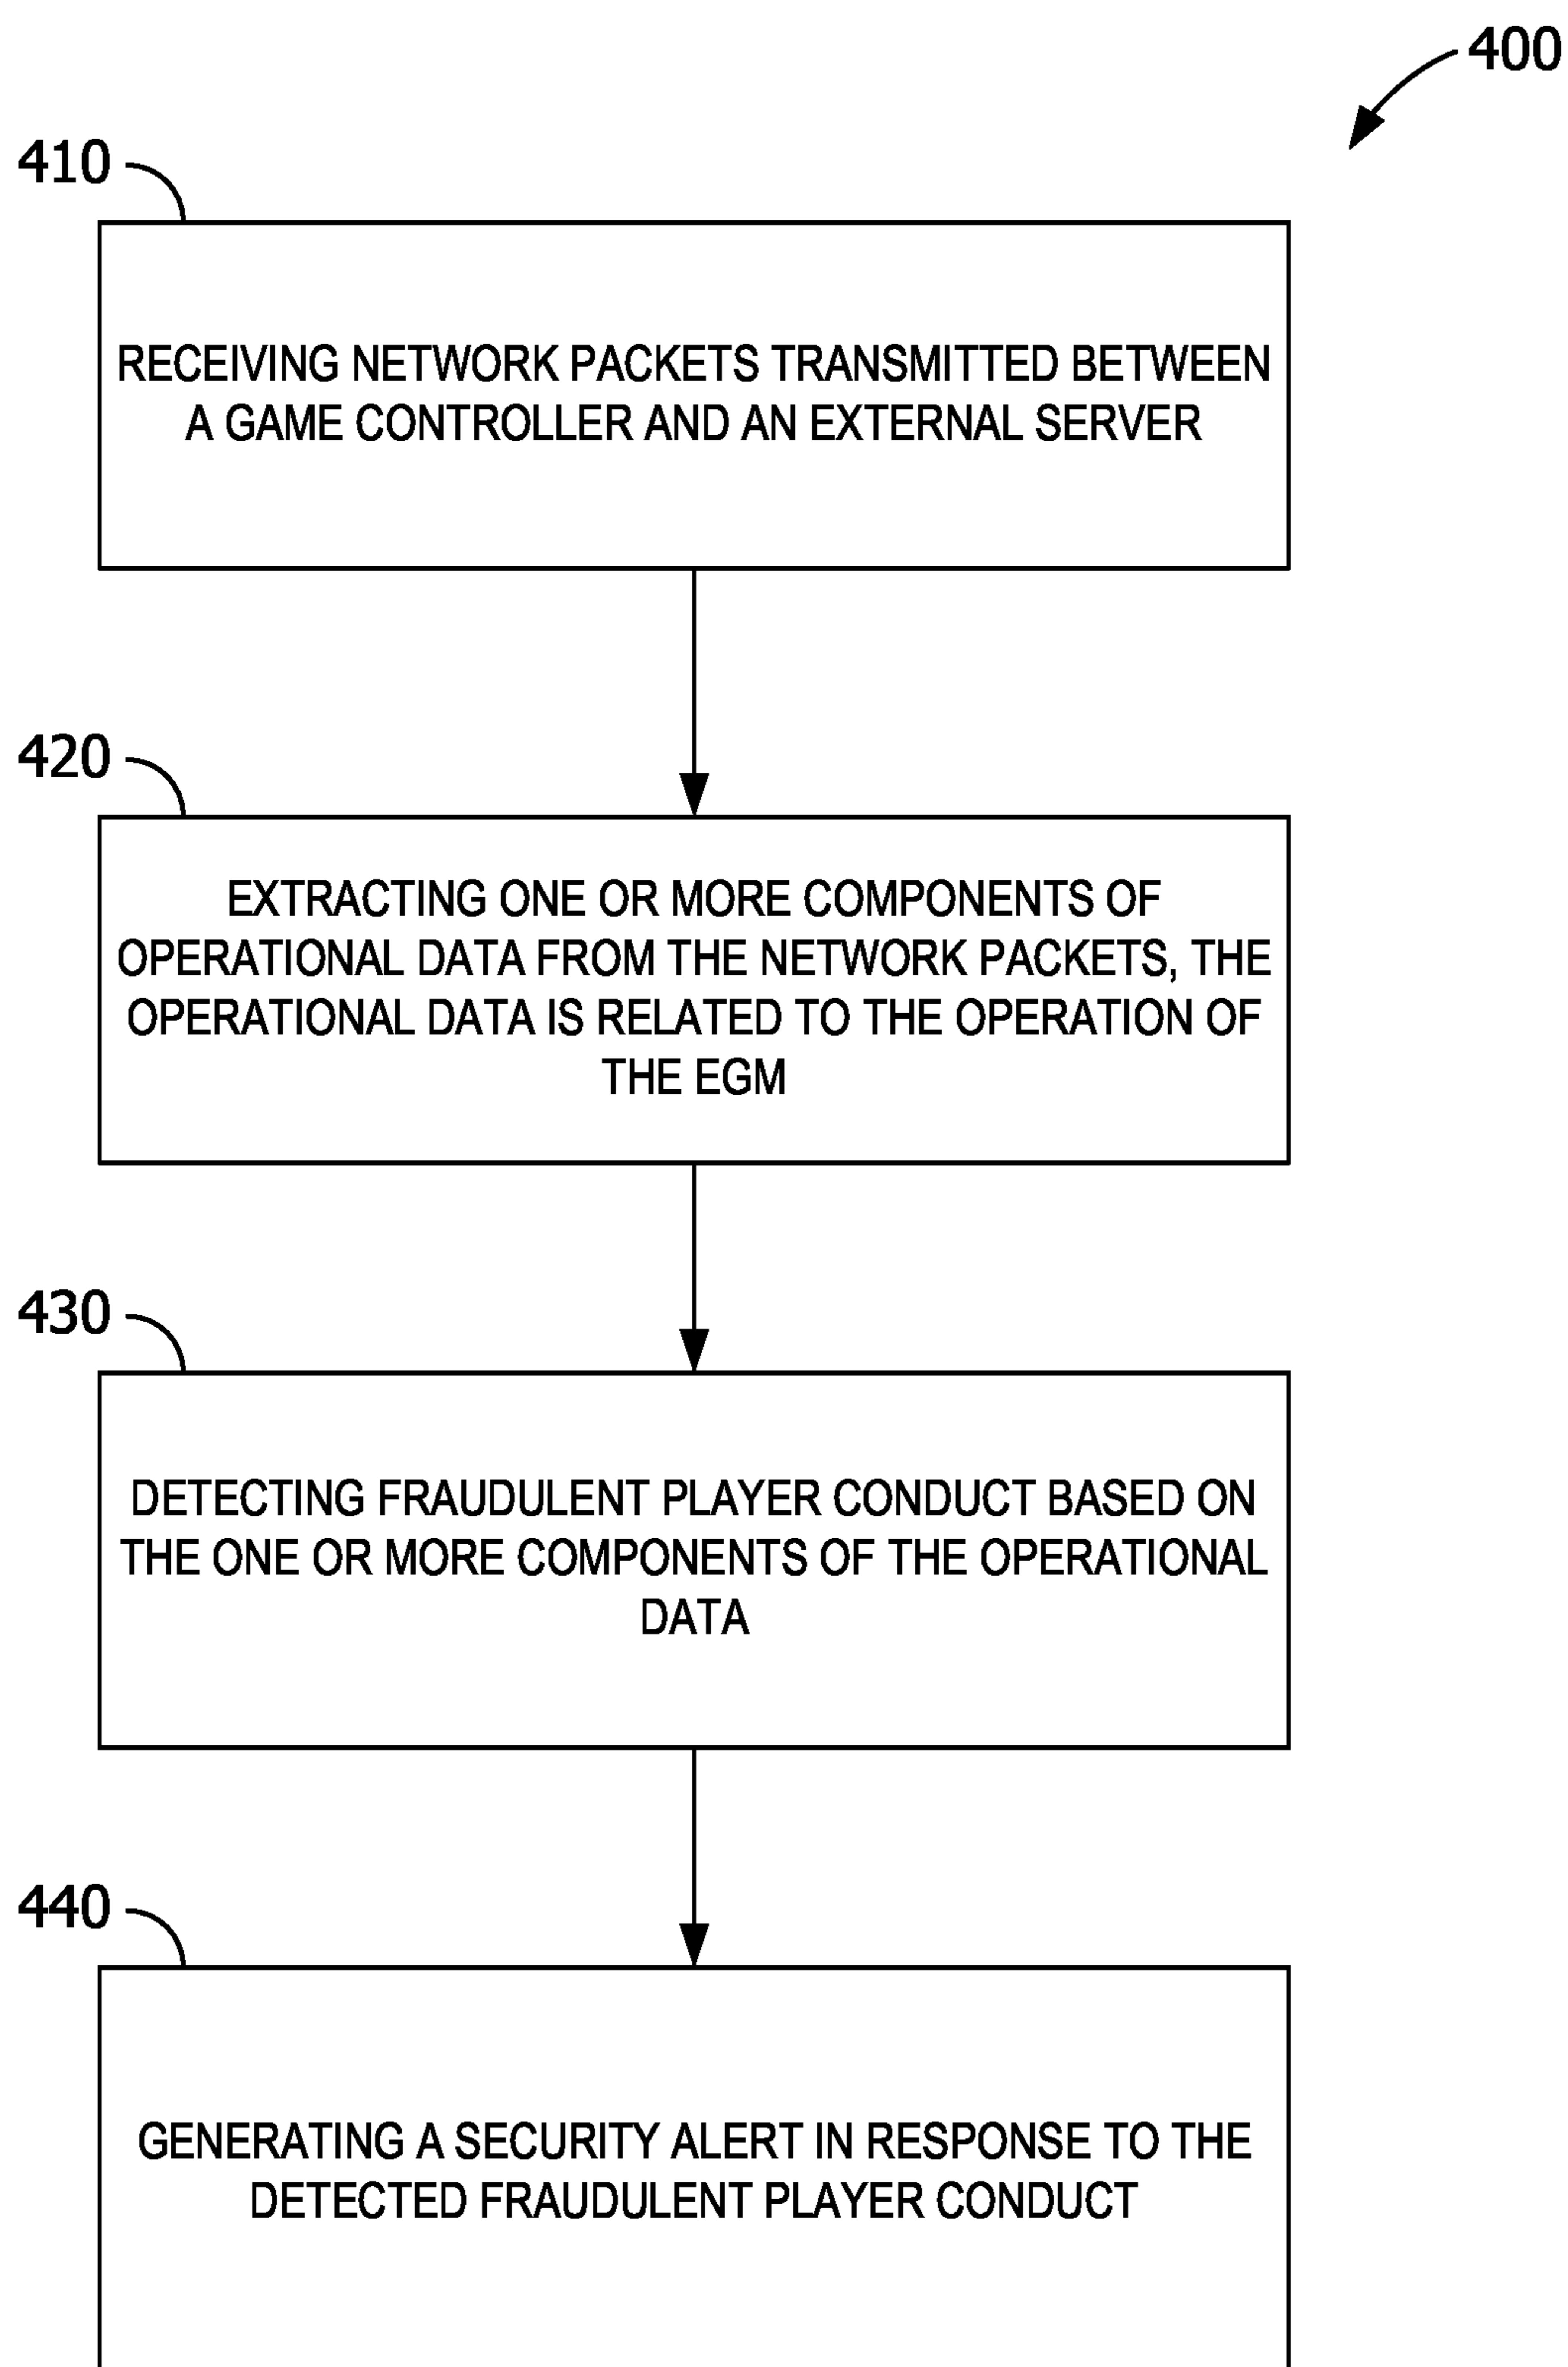 400
410
RECEIVING NETWORK PACKETS TRANSMITTED BETWEEN
A GAME CONTROLLER AND AN EXTERNAL SERVER
420
EXTRACTING ONE OR MORE COMPONENTS OF
OPERATIONAL DATA FROM THE NETWORK PACKETS, THE
OPERATIONAL DATA IS RELATED TO THE OPERATION OF
THE EGM
430
DETECTING FRAUDULENT PLAYER CONDUCT BASED ON
THE ONE OR MORE COMPONENTS OF THE OPERATIONAL
DATA
440
GENERATING A SECURITY ALERT IN RESPONSE TO THE
DETECTED FRAUDULENT PLAYER CONDUCT